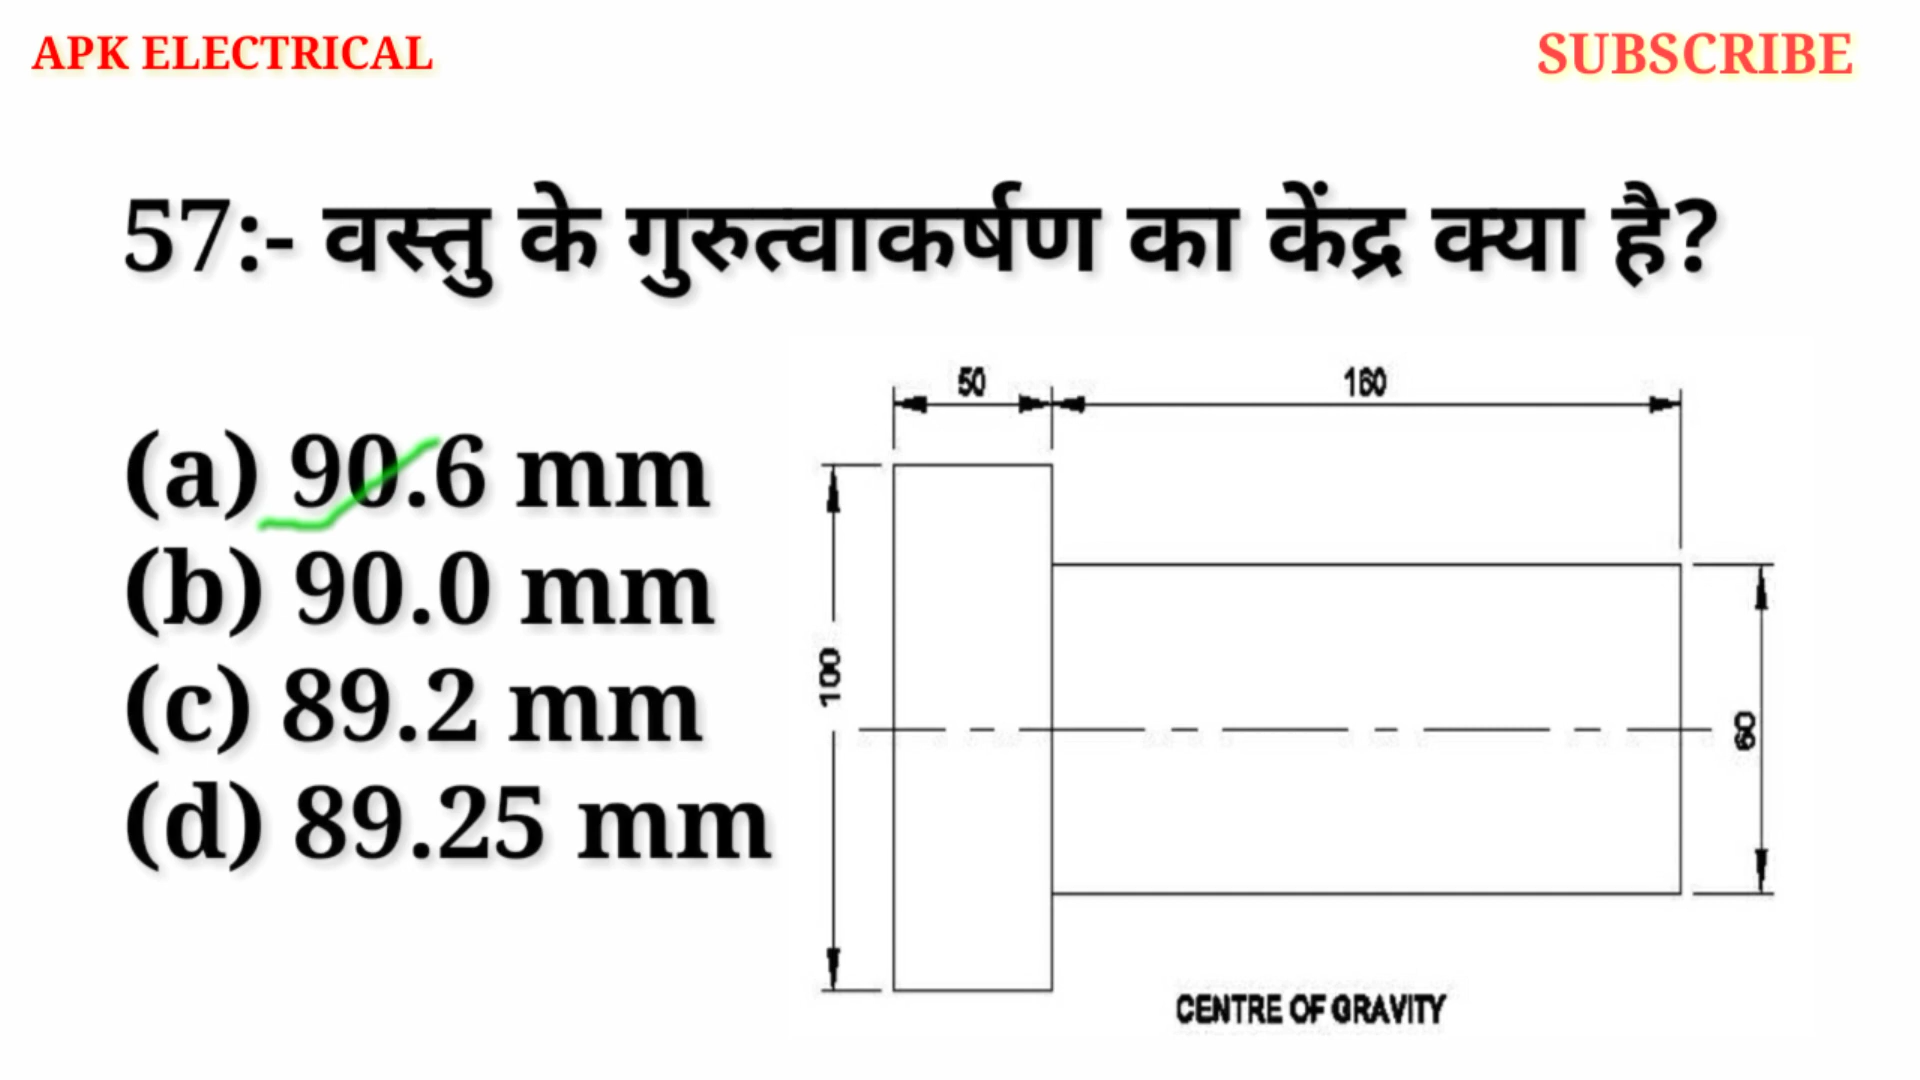 APK ELECTRICAL
SUBSCRIBE
57:- वस्तु के गुरुत्वाकर्षण का केंद्र क्या है?
(a) 90.6 mm
(b) 90.0 mm
(c) 89.2 mm
(d) 89.25 mm
50
160
100
60
CENTRE OF GRAVITY